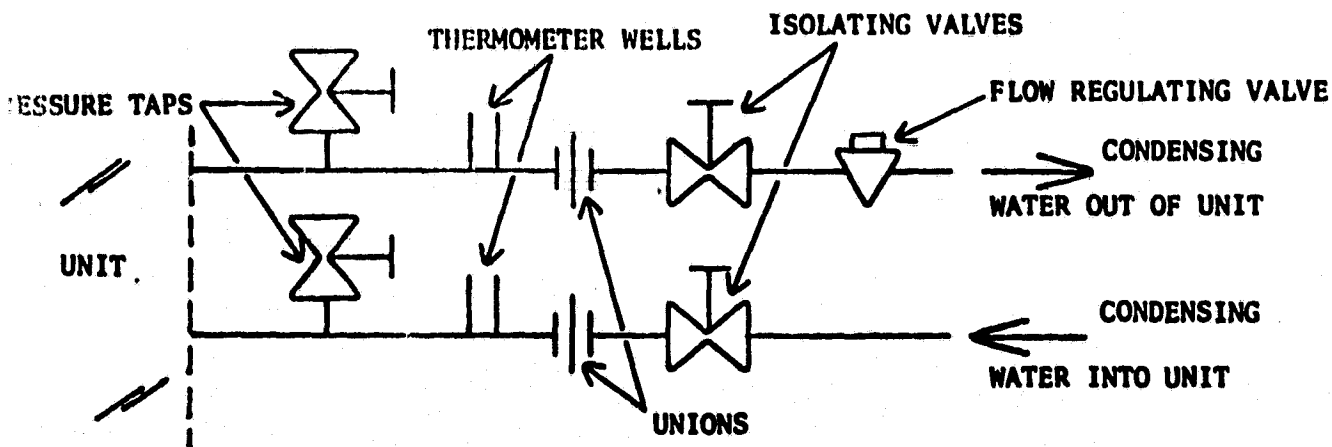 ISOLATING VALVES
THERMOMETER WELLS
FLOW REGULATING VALVE
ESSURE TAPS
CONDENSING
WATER OUT OF UNIT
UNIT
CONDENSING
WATER INTO UNIT
UNIONS